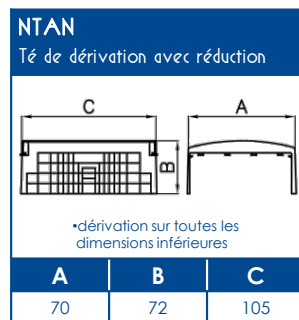 NTAN
Té de dérivation avec réduction
C
A
B
•dérivation sur toutes les
dimensions inférieures
A B C
70 72 105